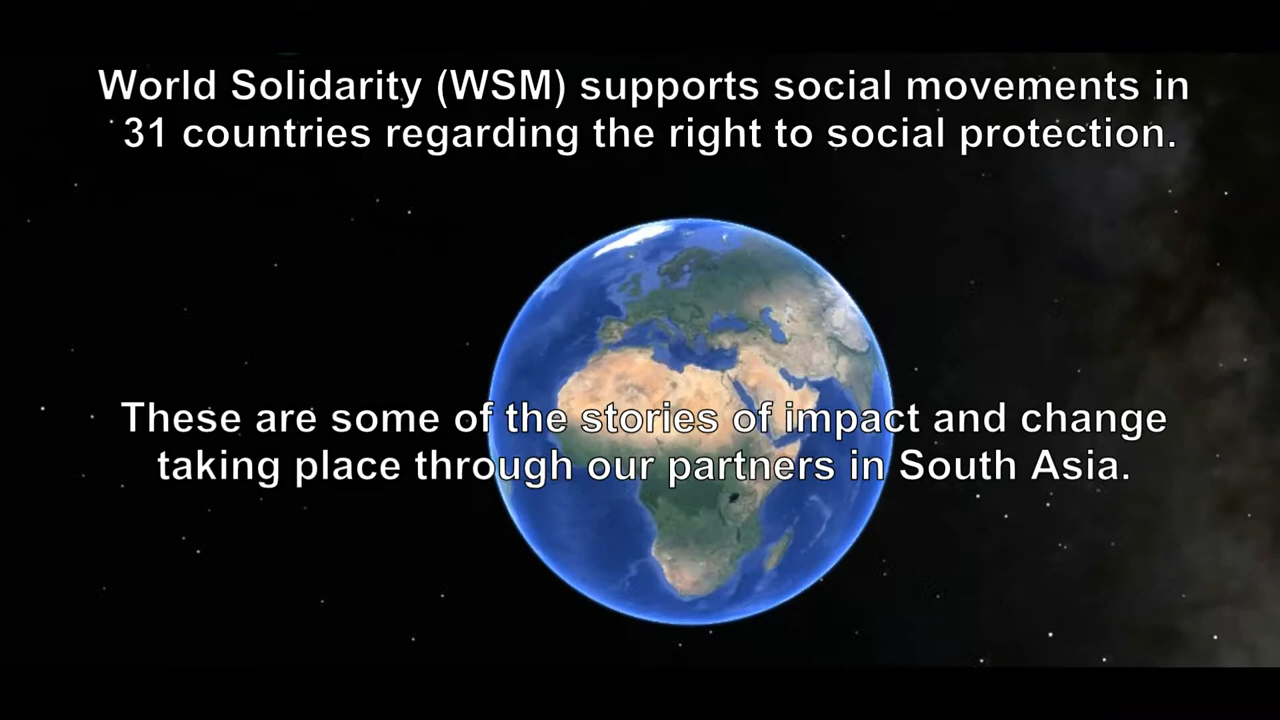 World Solidarity (WSM) supports social movements in
31 countries regarding the right to social protection.
These are some of the stories of impact and change
taking place through our partners in South Asia.